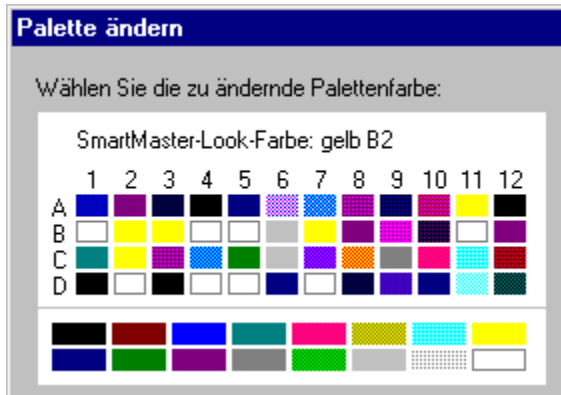 Palette ändern
Wählen Sie die zu ändernde Palettenfarbe:
SmartMaster-Look-Farbe: gelb B2
1 2 3 4 5 6 7 8 9 10 11 12
A
B
C
D